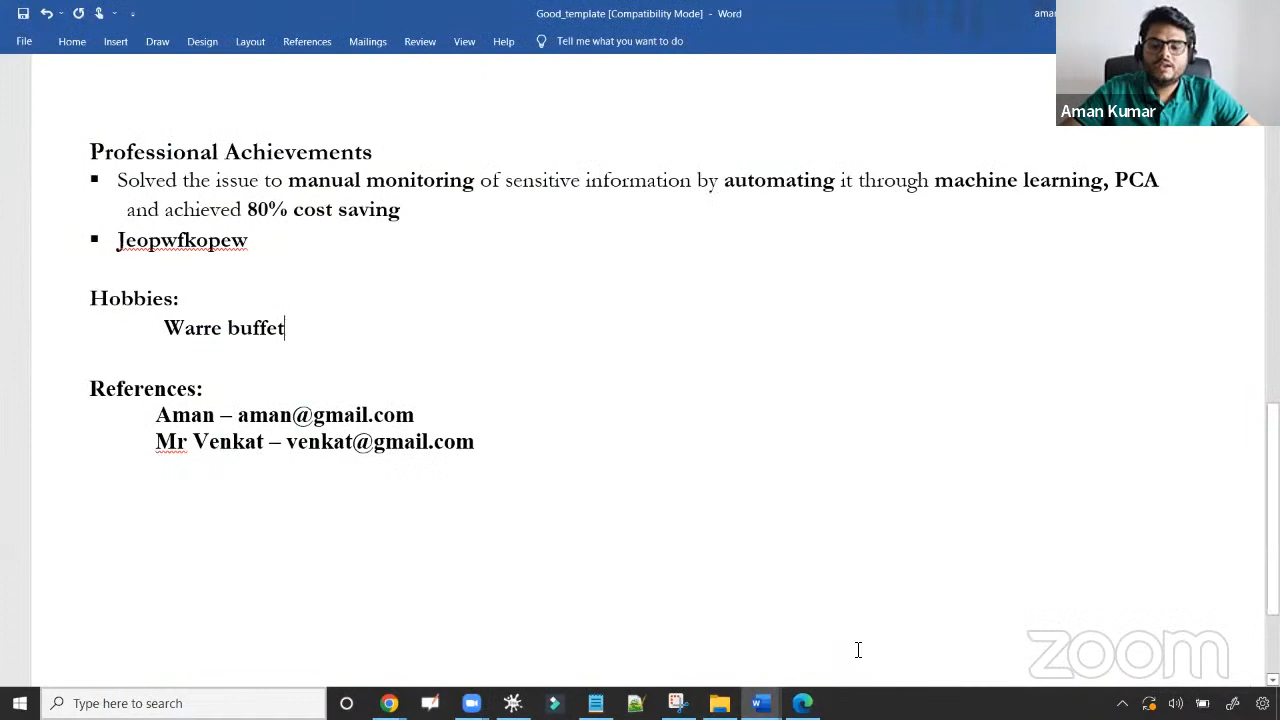 Good_template [Compatibility Mode] - Word
ama
File Home Insert Draw Design Layout References Mailings Review View Help Tell me what you want to do
Aman Kumar
Professional Achievements
▪ Solved the issue to manual monitoring of sensitive information by automating it through machine learning, PCA
and achieved 80% cost saving
▪ Jeopwfkopew
Hobbies:
Warre buffet
References:
Aman – aman@gmail.com
Mr Venkat – venkat@gmail.com
zoom
Type here to search